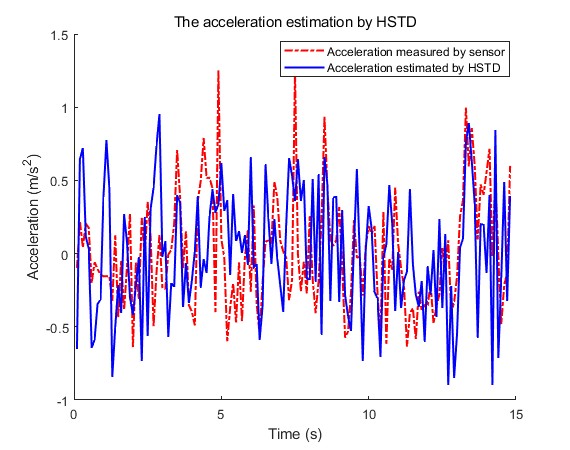 The acceleration estimation by HSTD
1.5
Acceleration measured by sensor
Acceleration estimated by HSTD
1
0.5
0
-0.5
-1
Acceleration (m/s²)
0
5
10
15
Time (s)